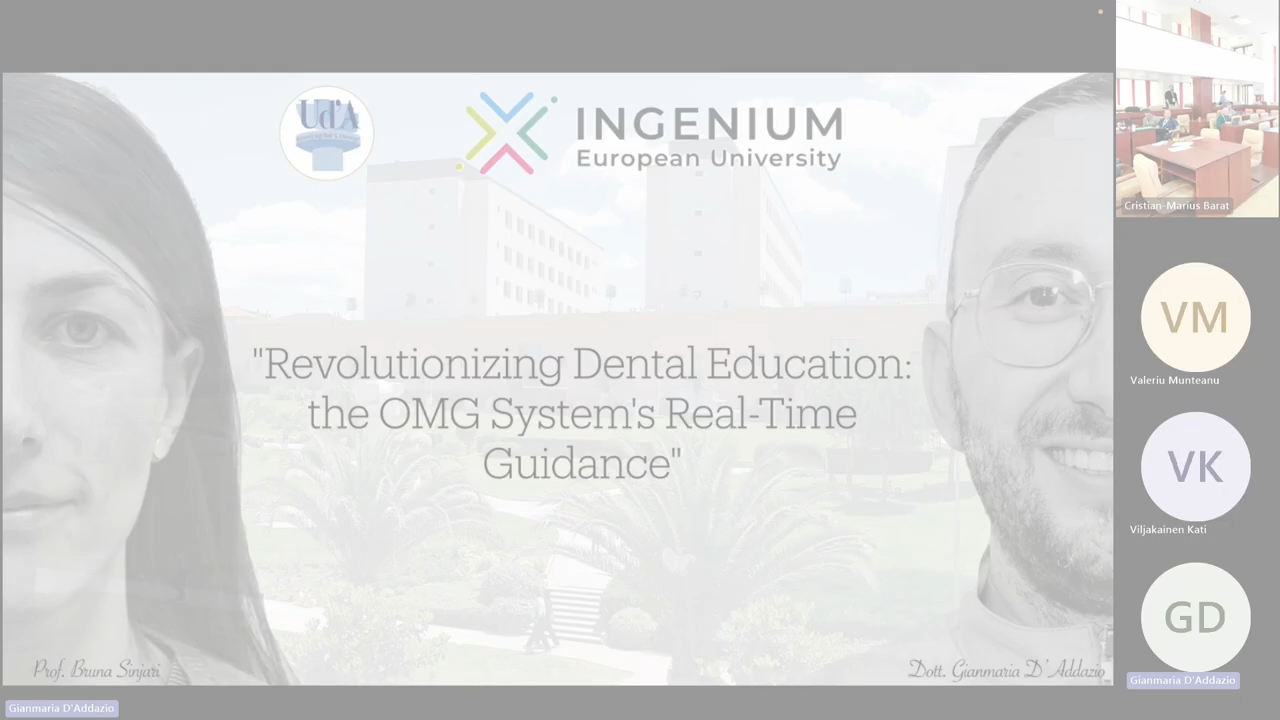 Ud'A
INGENIUM
European University
"Revolutionizing Dental Education:
the OMG System's Real-Time
Guidance"
Prof. Bruna Sinjari
Dott. Gianmaria D'Addazio
Gianmaria D'Addazio
Cristian-Marius Barat
VM
Valeriu Munteanu
VK
Viljakainen Kati
GD
Gianmaria D'Addazio